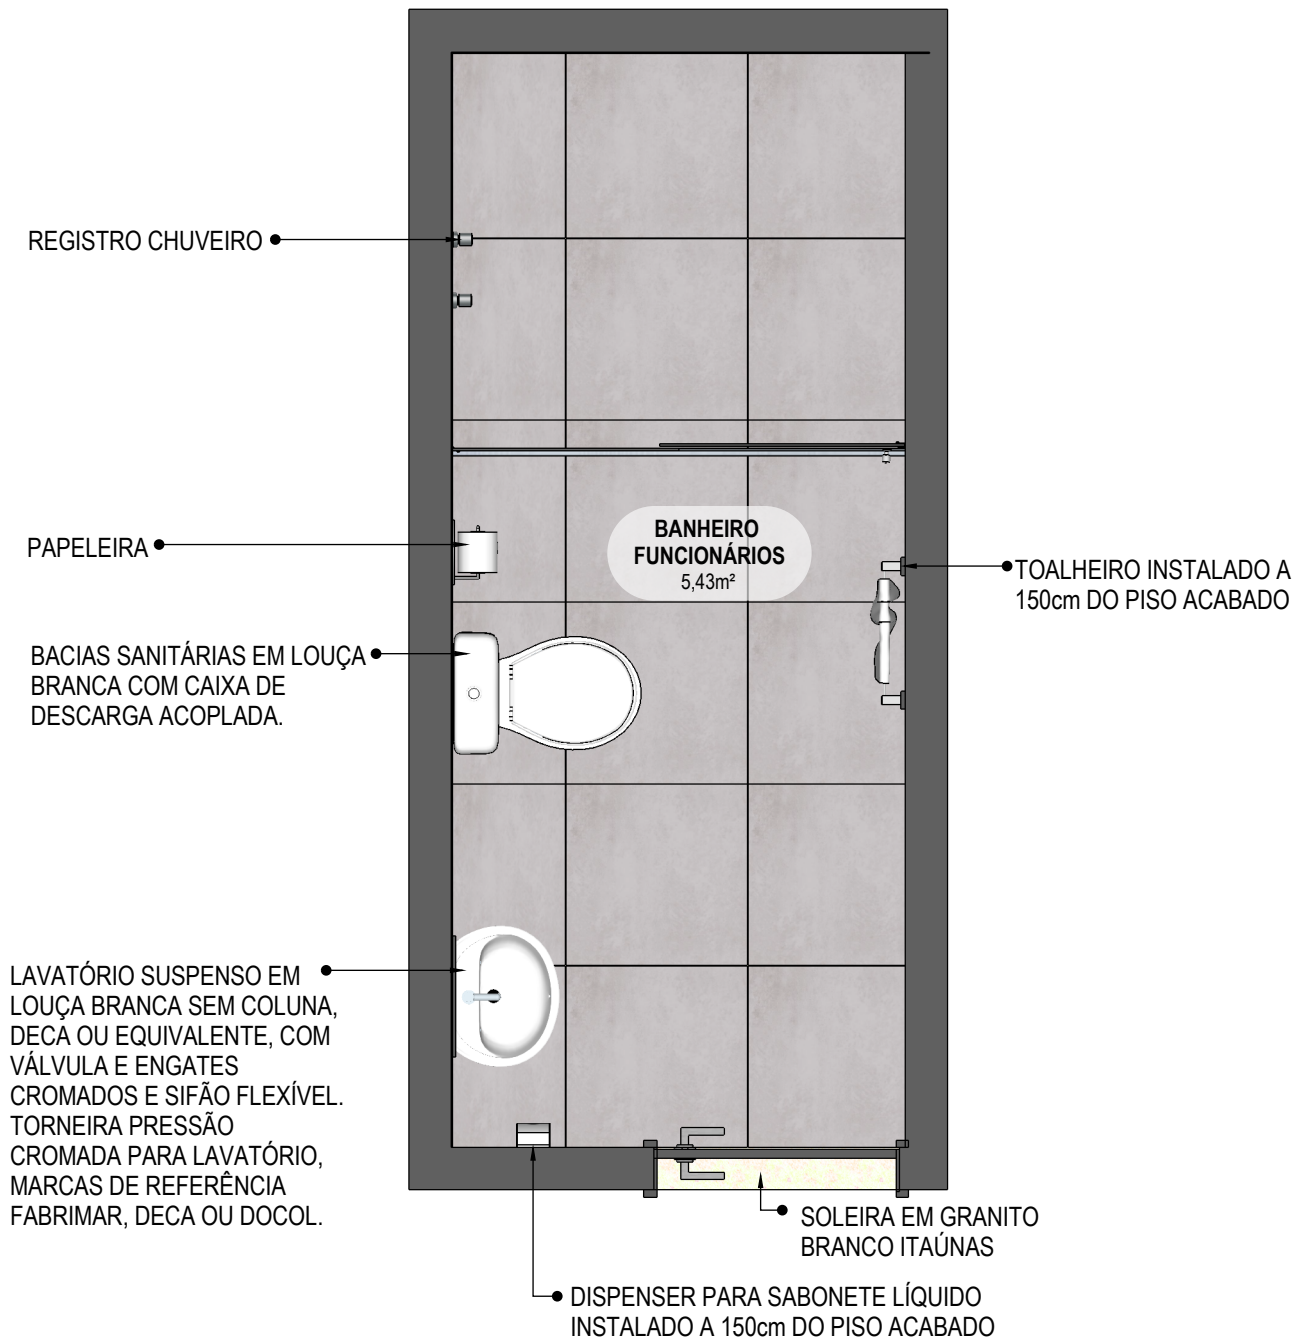 REGISTRO CHUVEIRO
PAPELEIRA
BANHEIRO
FUNCIONÁRIOS
5,43m²
TOALHEIRO INSTALADO A
150cm DO PISO ACABADO
BACIAS SANITÁRIAS EM LOUÇA
BRANCA COM CAIXA DE
DESCARGA ACOPLADA.
LAVATÓRIO SUSPENSO EM
LOUÇA BRANCA SEM COLUNA,
DECA OU EQUIVALENTE, COM
VÁLVULA E ENGATES
CROMADOS E SIFÃO FLEXÍVEL.
TORNEIRA PRESSÃO
CROMADA PARA LAVATÓRIO,
MARCAS DE REFERÊNCIA
FABRIMAR, DECA OU DOCOL.
SOLEIRA EM GRANITO
BRANCO ITAÚNAS
DISPENSER PARA SABONETE LÍQUIDO
INSTALADO A 150cm DO PISO ACABADO